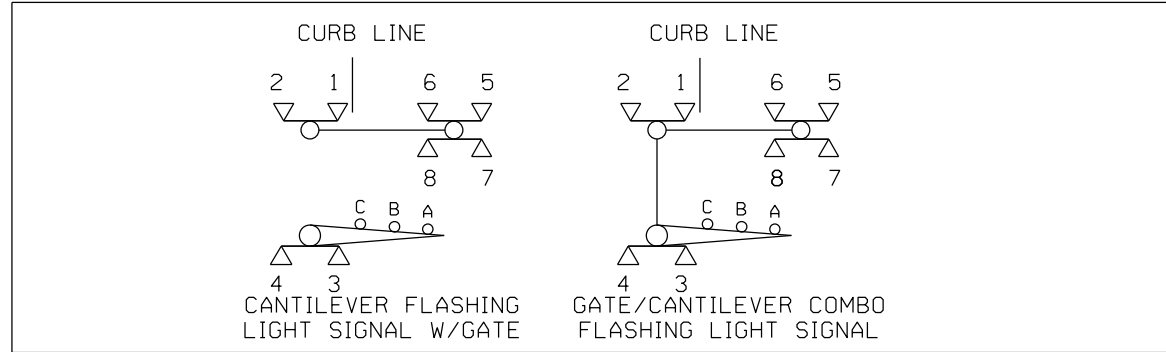 CURB LINE CURB LINE
2 1 6 5 2 1 6 5
8 7 8 7
C B A C B A
4 3 4 3
CANTILEVER FLASHING GATE/CANTILEVER COMBO
LIGHT SIGNAL W/GATE FLASHING LIGHT SIGNAL